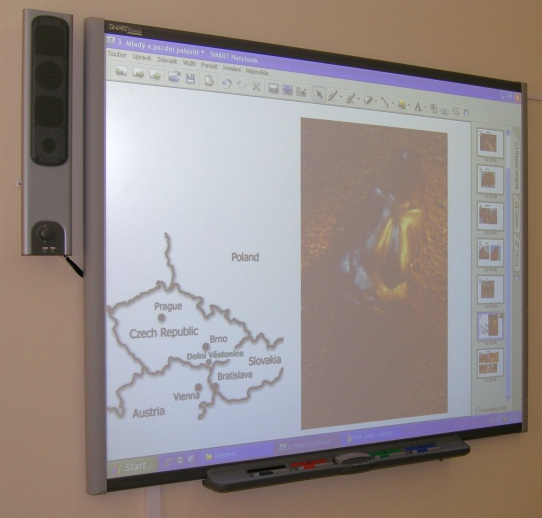 SMART
3. Mladý a pozdní paleolit * - SMART Notebook
Soubor Upravit Zobrazit Vložit Formát Kreslení Nápověda
Poland
Prague
Czech Republic
Brno
Dolní Věstonice
Slovakia
Bratislava
Vienna
Austria
Start